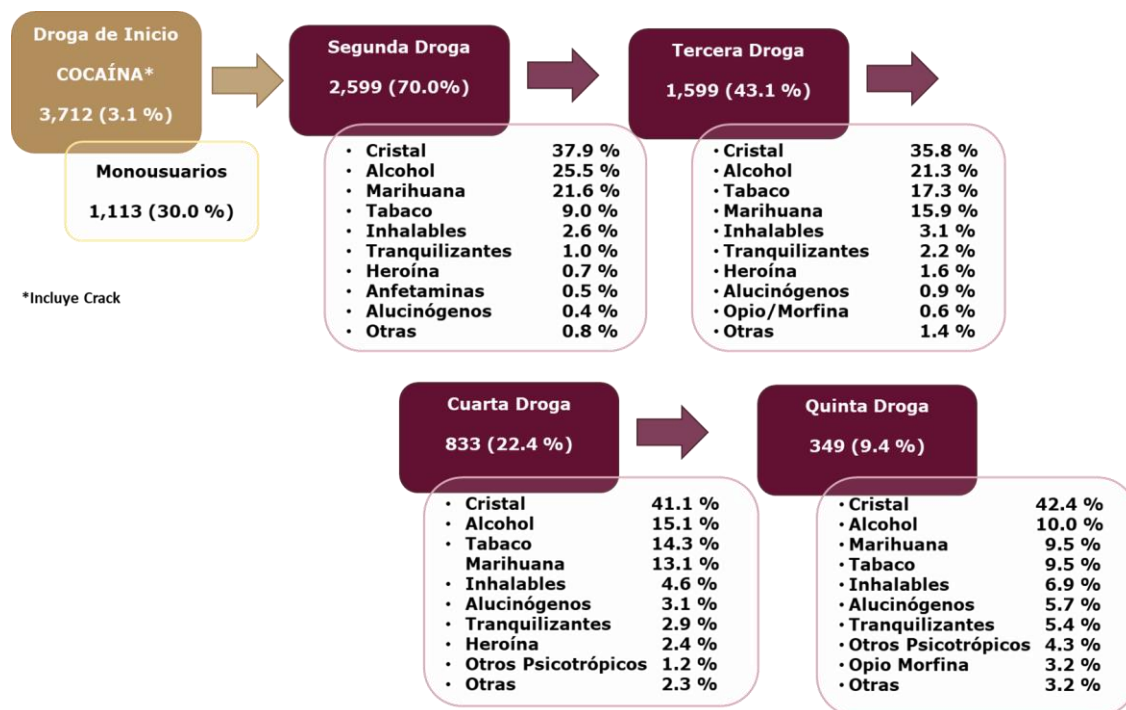 Droga de Inicio
COCAÍNA*
3,712 (3.1 %)
Monousuarios
1,113 (30.0 %)
*Incluye Crack
Segunda Droga
2,599 (70.0%)
· Cristal 37.9 %
· Alcohol 25.5 %
· Marihuana 21.6 %
· Tabaco 9.0 %
· Inhalables 2.6 %
· Tranquilizantes 1.0 %
· Heroína 0.7 %
· Anfetaminas 0.5 %
· Alucinógenos 0.4 %
· Otras 0.8 %
Tercera Droga
1,599 (43.1 %)
· Cristal 35.8 %
· Alcohol 21.3 %
· Tabaco 17.3 %
· Marihuana 15.9 %
· Inhalables 3.1 %
· Tranquilizantes 2.2 %
· Heroína 1.6 %
· Alucinógenos 0.9 %
· Opio/Morfina 0.6 %
· Otras 1.4 %
Cuarta Droga
833 (22.4 %)
· Cristal 41.1 %
· Alcohol 15.1 %
· Tabaco 14.3 %
Marihuana 13.1 %
· Inhalables 4.6 %
· Alucinógenos 3.1 %
· Tranquilizantes 2.9 %
· Heroína 2.4 %
· Otros Psicotrópicos 1.2 %
· Otras 2.3 %
Quinta Droga
349 (9.4 %)
· Cristal 42.4 %
· Alcohol 10.0 %
· Marihuana 9.5 %
· Tabaco 9.5 %
· Inhalables 6.9 %
· Alucinógenos 5.7 %
· Tranquilizantes 5.4 %
· Otros Psicotrópicos 4.3 %
· Opio Morfina 3.2 %
· Otras 3.2 %